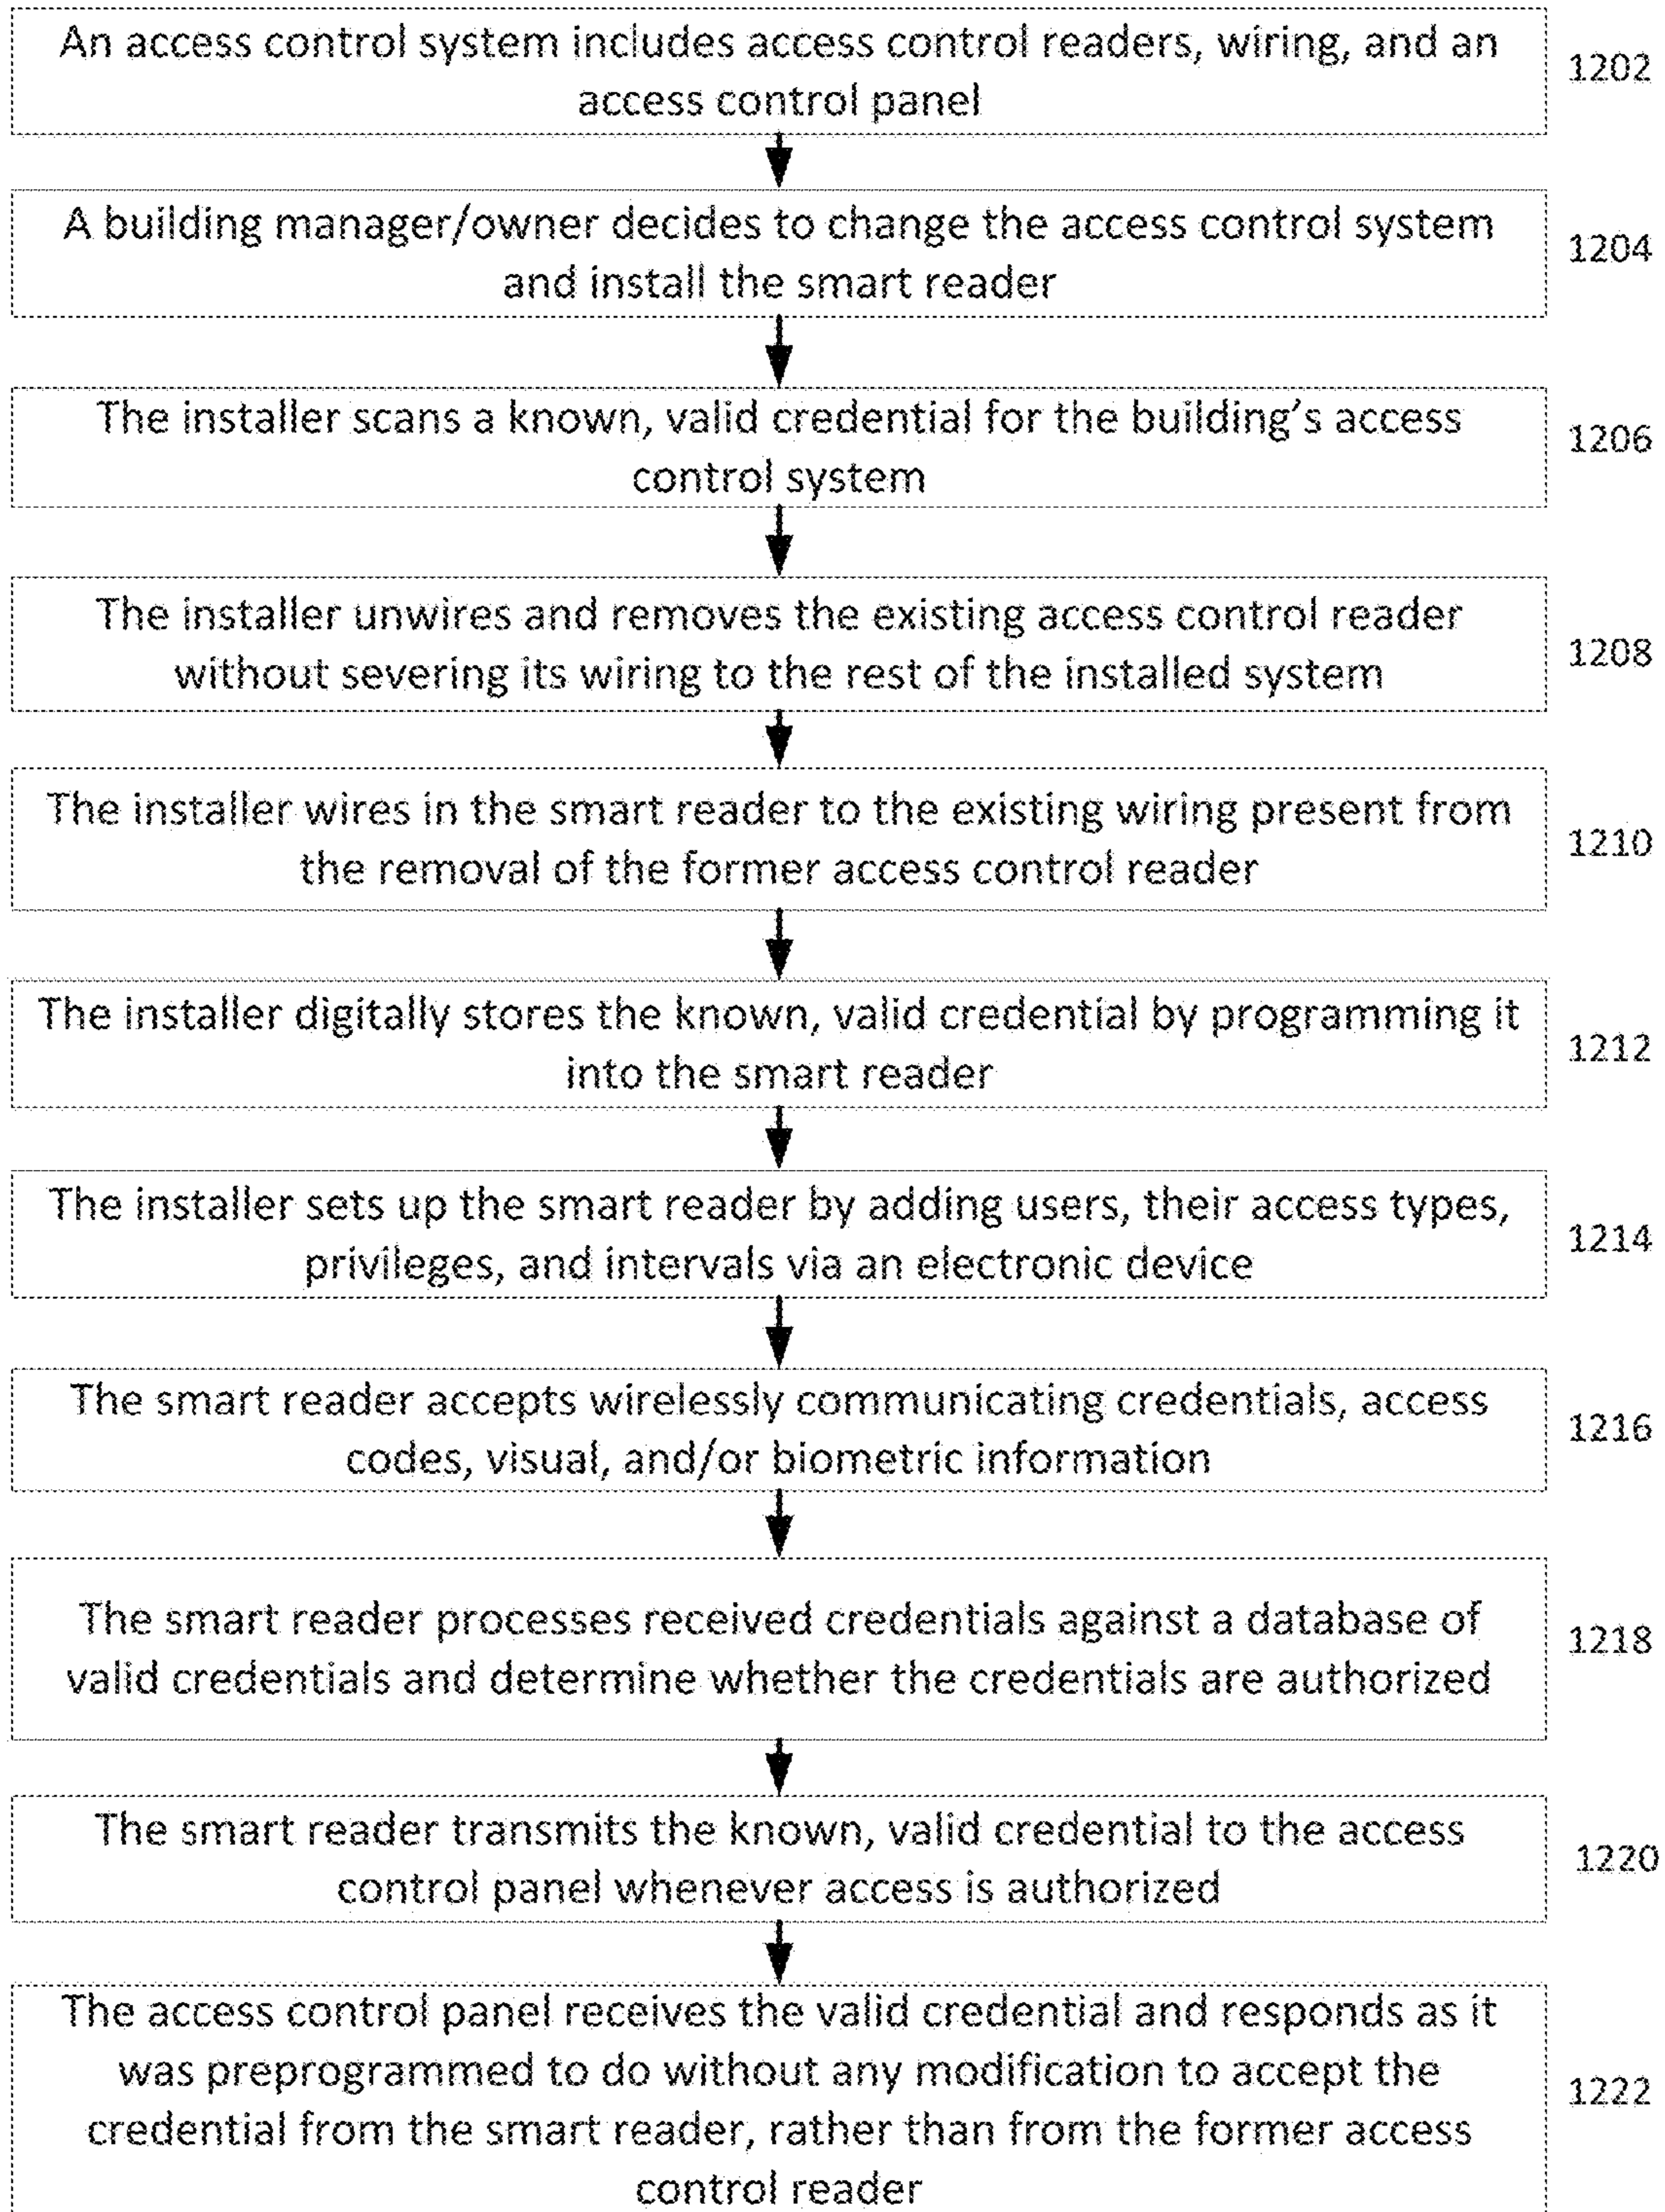 An access control system includes access control readers, wiring, and an
access control panel
1202
A building manager/owner decides to change the access control system
and install the smart reader
1204
The installer scans a known, valid credential for the building's access
control system
1206
The installer unwires and removes the existing access control reader
without severing its wiring to the rest of the installed system
1208
The installer wires in the smart reader to the existing wiring present from
the removal of the former access control reader
1210
The installer digitally stores the known, valid credential by programming it
into the smart reader
1212
The installer sets up the smart reader by adding users, their access types,
privileges, and intervals via an electronic device
1214
The smart reader accepts wirelessly communicating credentials, access
codes, visual, and/or biometric information
1216
The smart reader processes received credentials against a database of
valid credentials and determine whether the credentials are authorized
1218
The smart reader transmits the known, valid credential to the access
control panel whenever access is authorized
1220
The access control panel receives the valid credential and responds as it
was preprogrammed to do without any modification to accept the
credential from the smart reader, rather than from the former access
control reader
1222